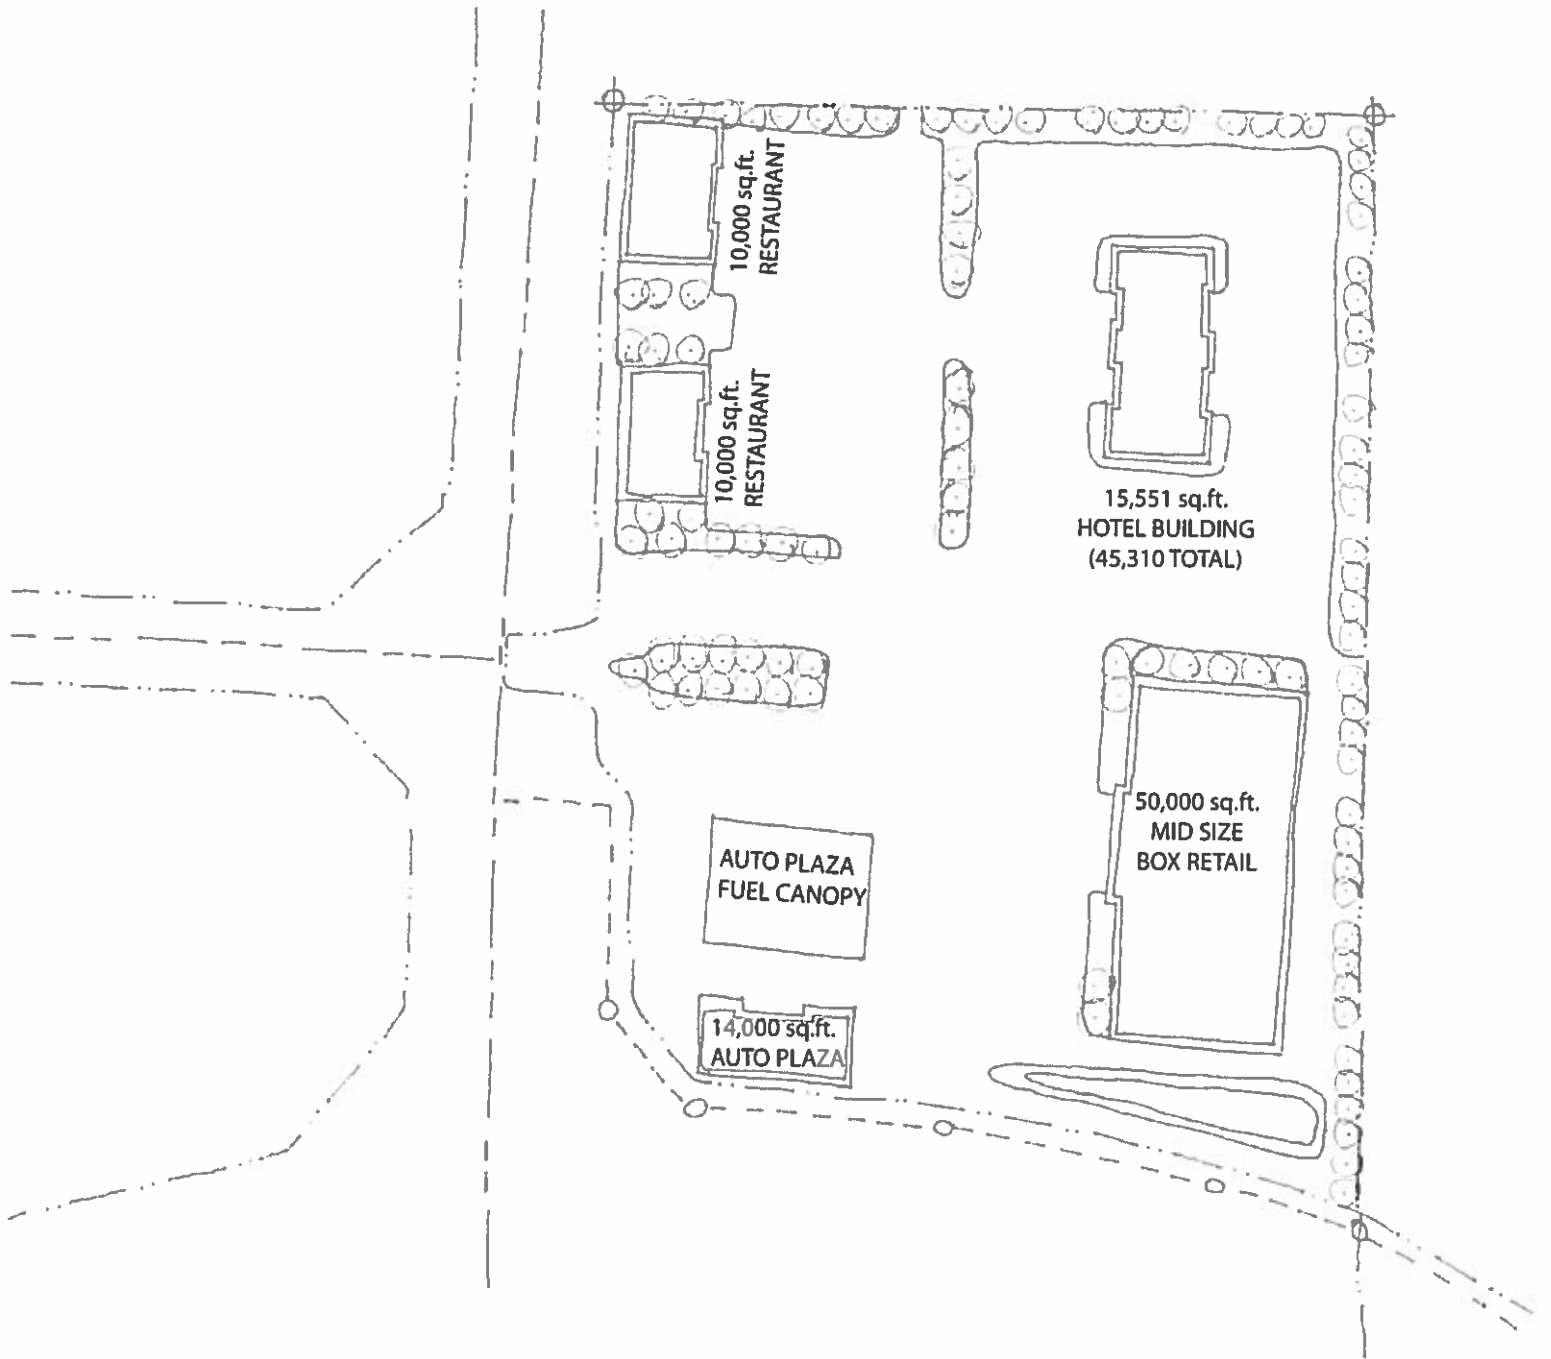 10,000 sq.ft.
RESTAURANT
10,000 sq.ft.
RESTAURANT
15,551 sq.ft.
HOTEL BUILDING
(45,310 TOTAL)
50,000 sq.ft.
MID SIZE
BOX RETAIL
AUTO PLAZA
FUEL CANOPY
14,000 sq.ft.
AUTO PLAZA